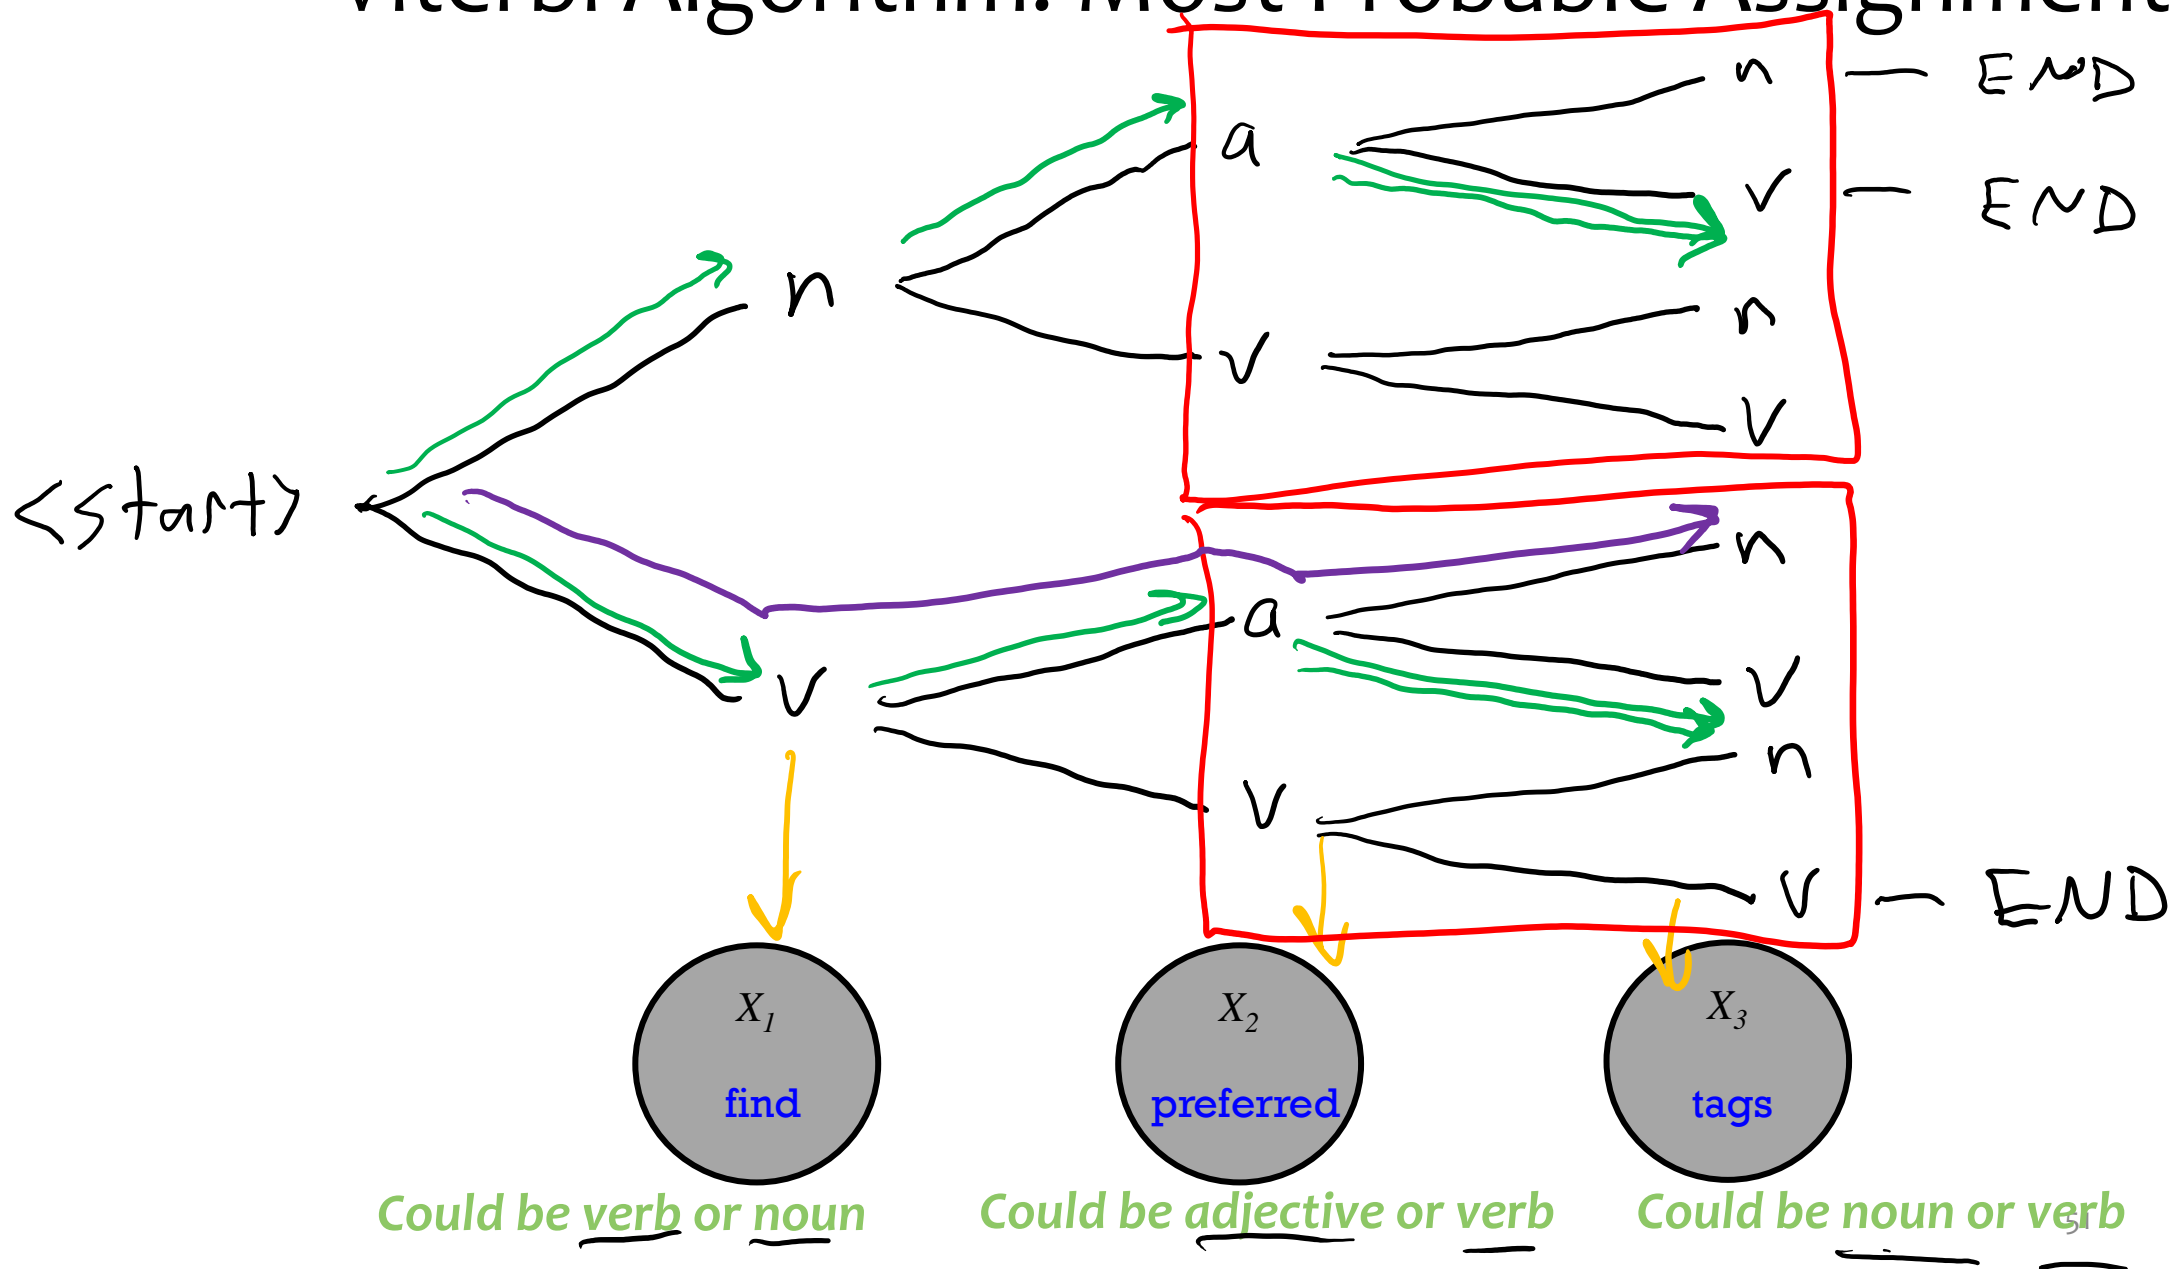 Viterbi Algorithm: Most Probable Assignment
n — END
a
v — END
n
n
v
v
<start>
n
a
v
v
n
v
v — END
X1 X2 X3
find preferred tags
Could be verb or noun Could be adjective or verb Could be noun or verb
51